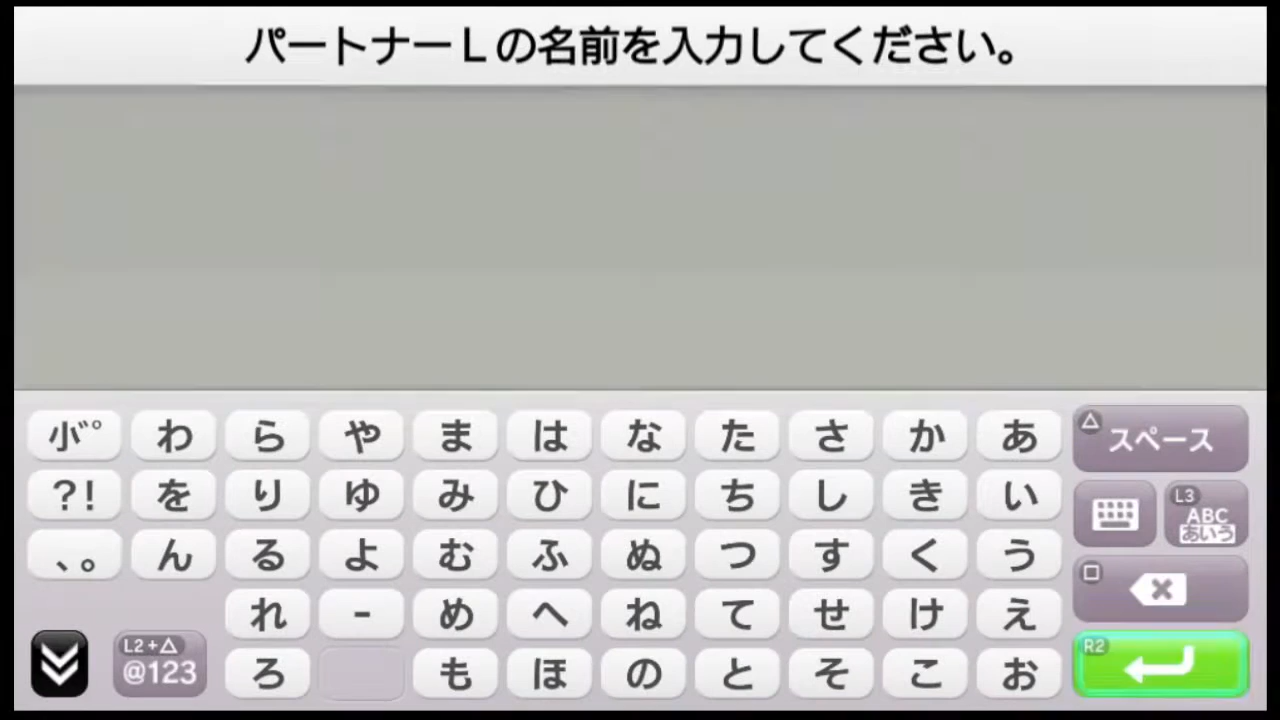 パートナーLの名前を入力してください。
小゛゜ わ ら や ま は な た さ か あ △ スペース
?! を り ゆ み ひ に ち し き い L3 ABC あいう
、。 ん る よ む ふ ぬ つ す く う □
れ - め へ ね て せ け え
L2+△ @123 ろ も ほ の と そ こ お R2